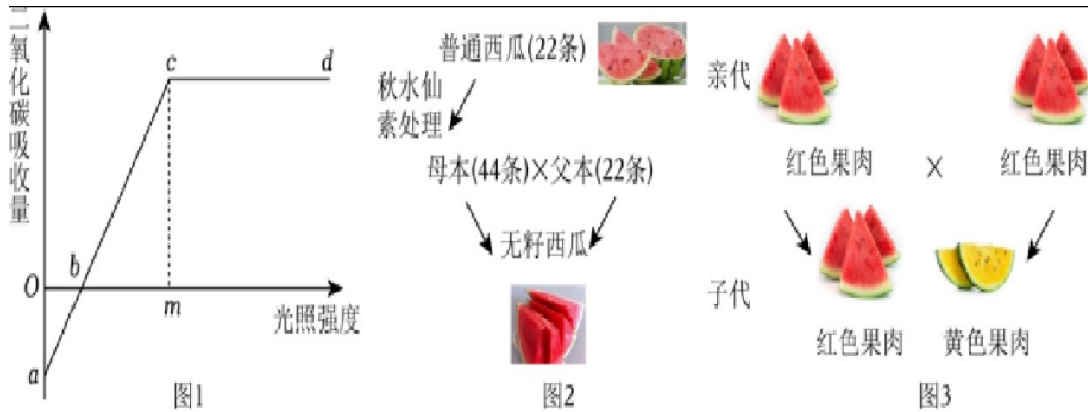 二氧化碳吸收量
c
d
b
O
m
a
光照强度
图1
普通西瓜(22条)
秋水仙
素处理
母本(44条)×父本(22条)
无籽西瓜
图2
亲代
红色果肉 × 红色果肉
子代
红色果肉 黄色果肉
图3